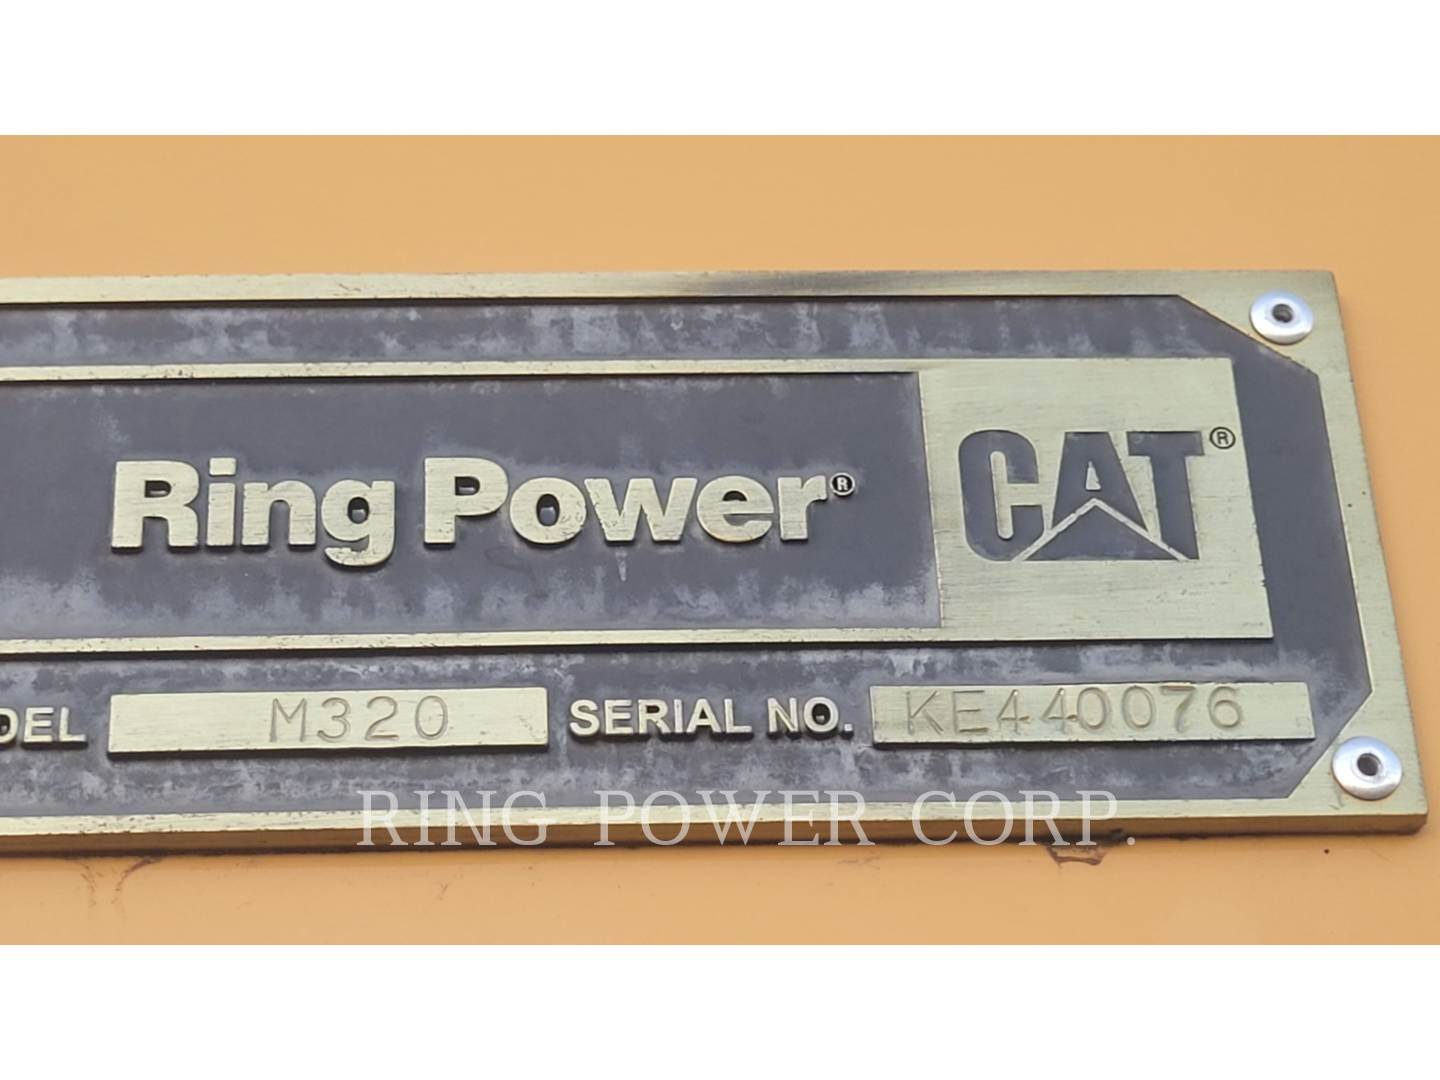 Ring Power® CAT®
DEL M320 SERIAL NO. KE440076
RING POWER CORP.